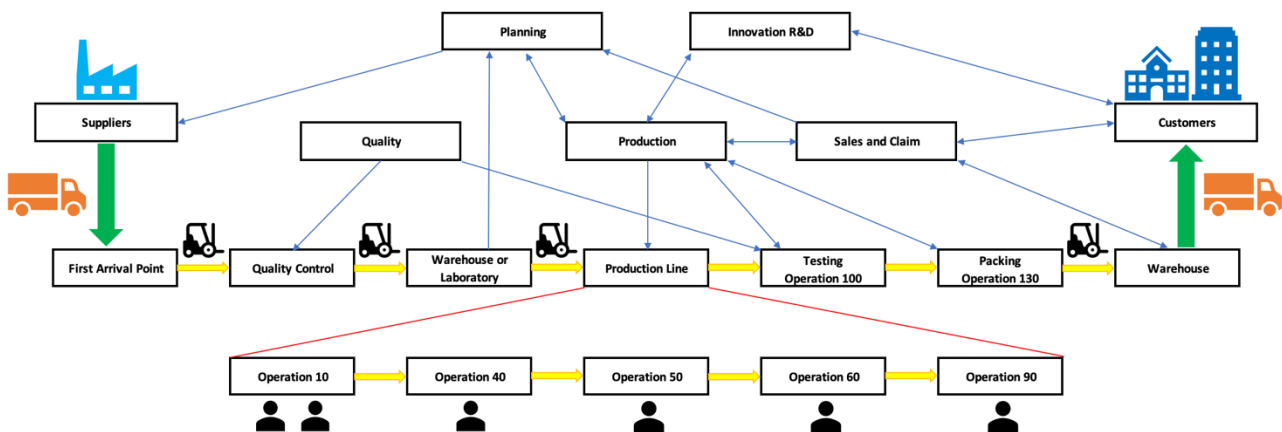 Planning
Innovation R&D
Suppliers
Customers
Quality
Production
Sales and Claim
First Arrival Point
Quality Control
Warehouse or
Laboratory
Production Line
Testing
Operation 100
Packing
Operation 130
Warehouse
Operation 10
Operation 40
Operation 50
Operation 60
Operation 90